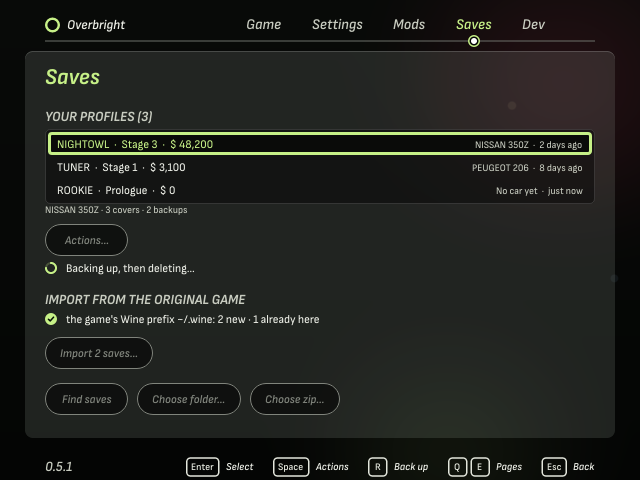 Overbright
Game Settings Mods Saves Dev
Saves
YOUR PROFILES (3)
NIGHTOWL · Stage 3 · $ 48,200 NISSAN 350Z · 2 days ago
TUNER · Stage 1 · $ 3,100 PEUGEOT 206 · 8 days ago
ROOKIE · Prologue · $ 0 No car yet · just now
NISSAN 350Z · 3 covers · 2 backups
Actions...
Backing up, then deleting...
IMPORT FROM THE ORIGINAL GAME
the game's Wine prefix ~/.wine: 2 new · 1 already here
Import 2 saves...
Find saves Choose folder... Choose zip...
0.5.1 Enter Select Space Actions R Back up Q E Pages Esc Back